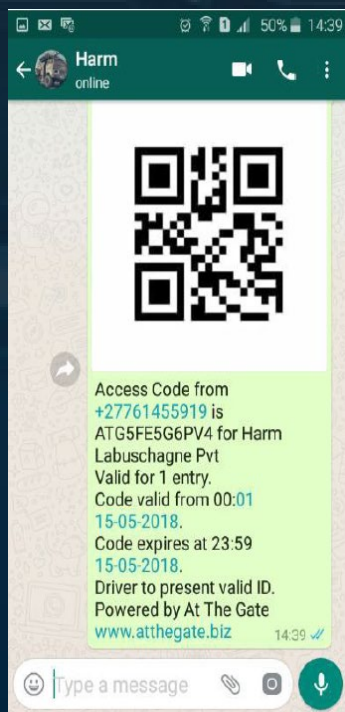 50% 14:39
Harm
online
Access Code from
+27761455919 is
ATG5FE5G6PV4 for Harm
Labuschagne Pvt
Valid for 1 entry.
Code valid from 00:01
15-05-2018.
Code expires at 23:59
15-05-2018.
Driver to present valid ID.
Powered by At The Gate
www.atthegate.biz 14:39
Type a message